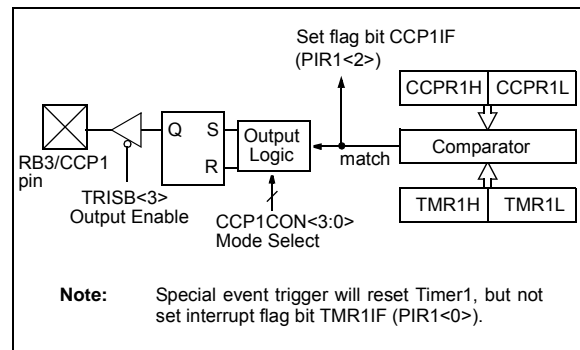 Set flag bit CCP1IF
(PIR1<2>)
CCPR1H CCPR1L
Q S Output
Logic
R
match
Comparator
RB3/CCP1
pin
TRISB<3>
Output Enable
CCP1CON<3:0>
Mode Select
TMR1H TMR1L
Note: Special event trigger will reset Timer1, but not
set interrupt flag bit TMR1IF (PIR1<0>).